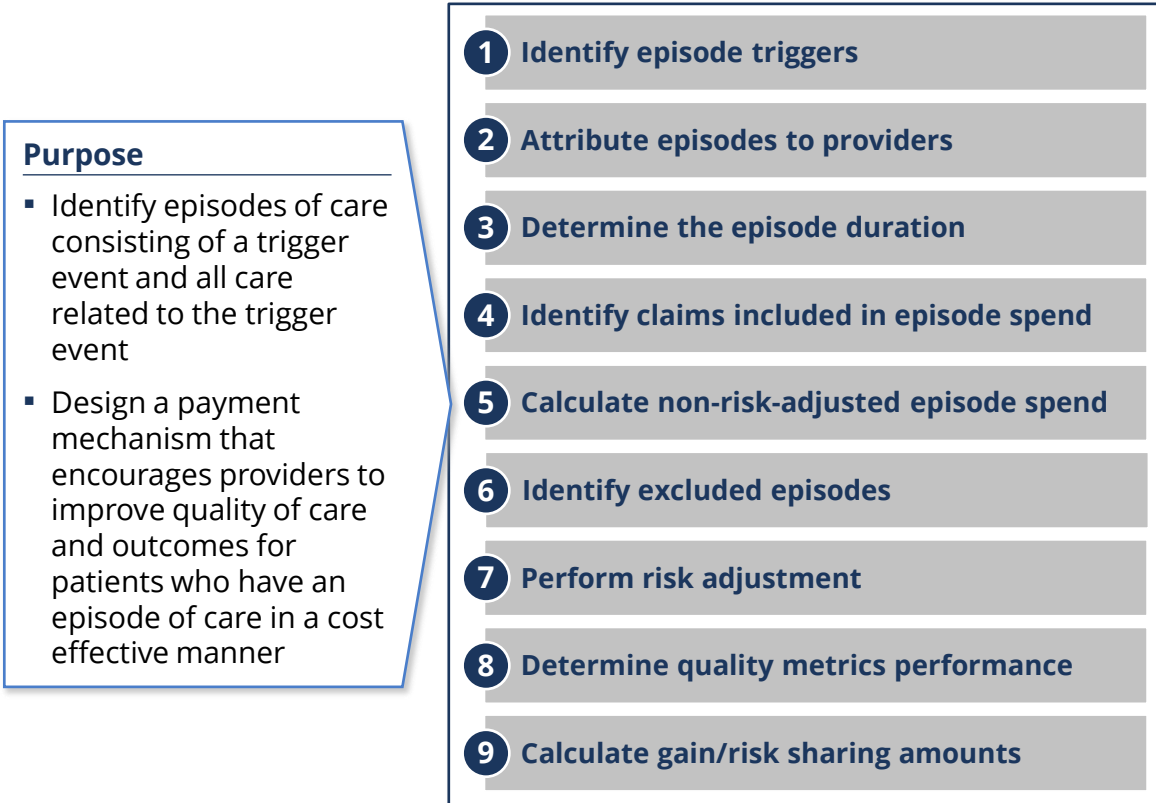 Purpose
▪ Identify episodes of care
consisting of a trigger
event and all care
related to the trigger
event
▪ Design a payment
mechanism that
encourages providers to
improve quality of care
and outcomes for
patients who have an
episode of care in a cost
effective manner
1 Identify episode triggers
2 Attribute episodes to providers
3 Determine the episode duration
4 Identify claims included in episode spend
5 Calculate non-risk-adjusted episode spend
6 Identify excluded episodes
7 Perform risk adjustment
8 Determine quality metrics performance
9 Calculate gain/risk sharing amounts